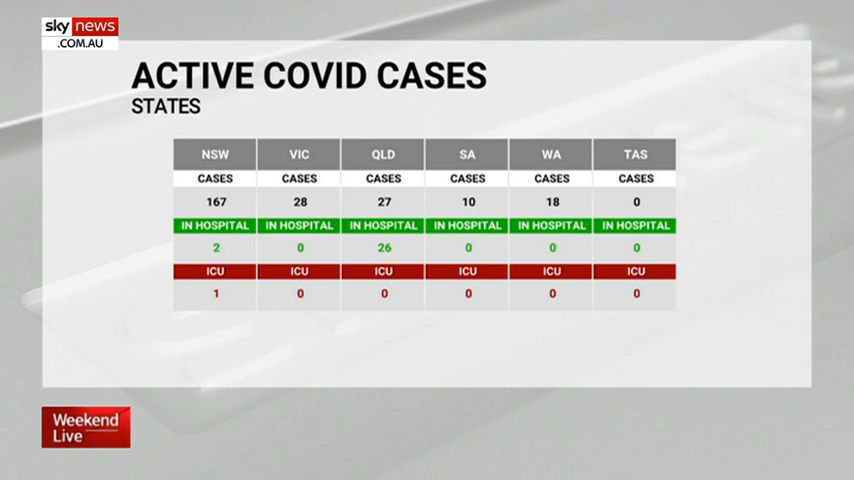 sky news
.COM.AU
ACTIVE COVID CASES
STATES
NSW VIC QLD SA WA TAS
CASES CASES CASES CASES CASES CASES
167 28 27 10 18 0
IN HOSPITAL IN HOSPITAL IN HOSPITAL IN HOSPITAL IN HOSPITAL IN HOSPITAL
2 0 26 0 0 0
ICU ICU ICU ICU ICU ICU
1 0 0 0 0 0
Weekend
Live